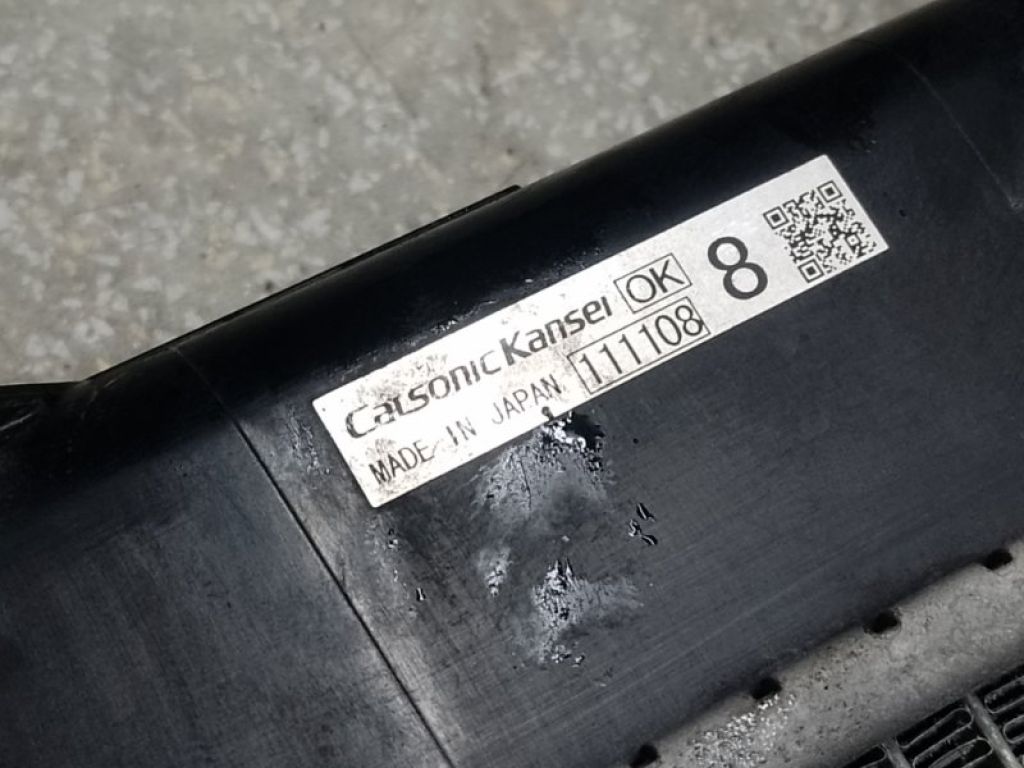 CalsonicKansei OK 8
MADE IN JAPAN 111108